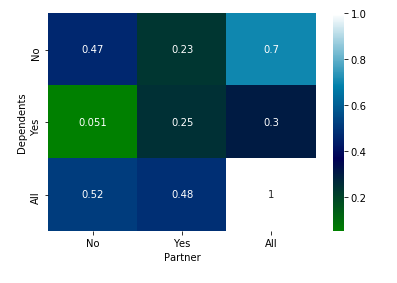 1.0
No 0.47 0.23 0.7
0.8
0.6
Dependents Yes 0.051 0.25 0.3
0.4
All 0.52 0.48 1
0.2
No Yes All
Partner